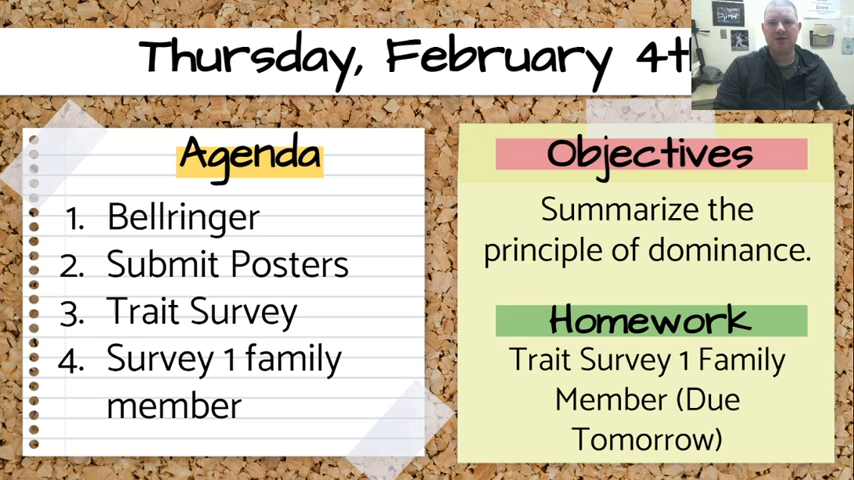 Thursday, February 4t
Agenda
1. Bellringer
2. Submit Posters
3. Trait Survey
4. Survey 1 family
member
Objectives
Summarize the
principle of dominance.
Homework
Trait Survey 1 Family
Member (Due
Tomorrow)